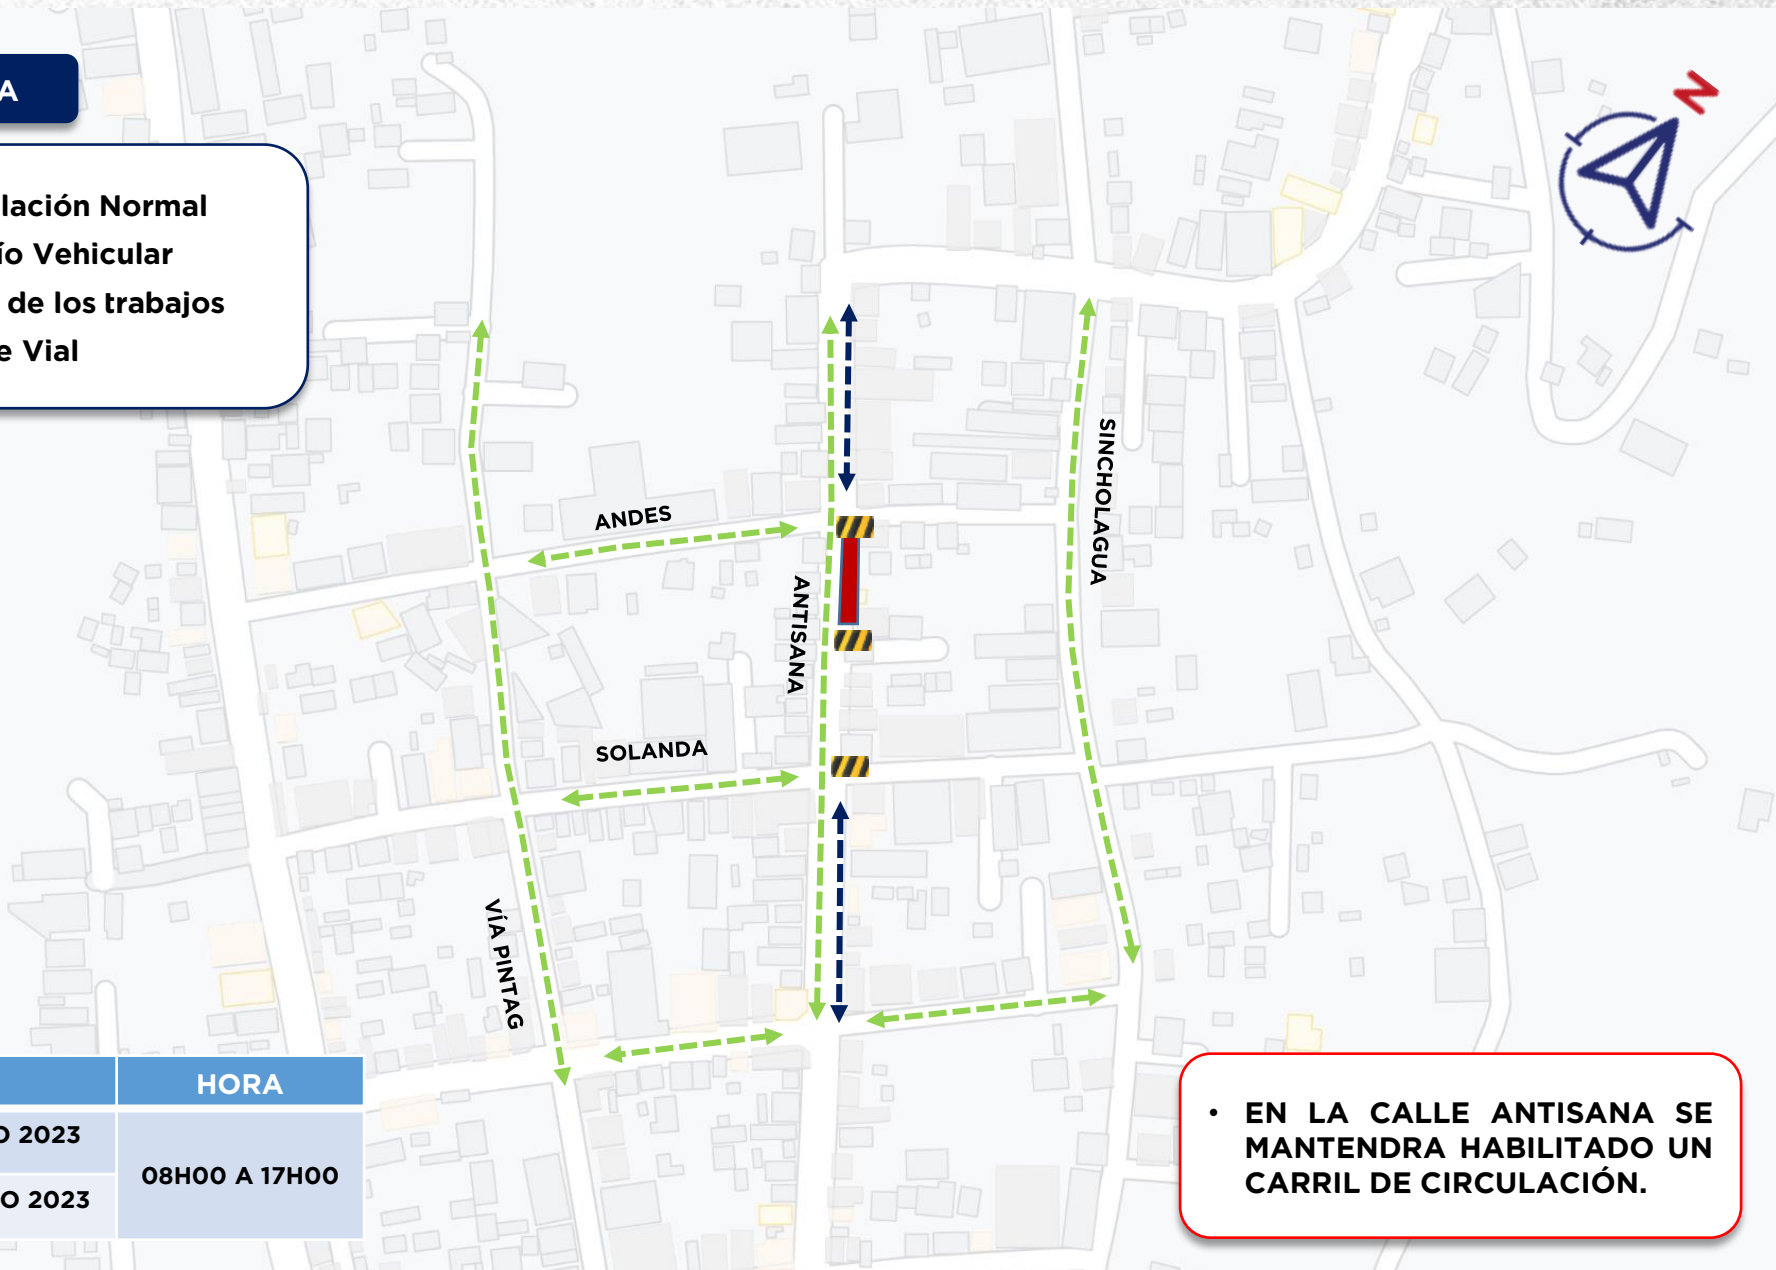 A
lación Normal
ío Vehicular
de los trabajos
e Vial
N
ANDES
SINCHOLAGUA
ANTISANA
SOLANDA
VÍA PINTAG
HORA
O 2023
08H00 A 17H00
O 2023
• EN LA CALLE ANTISANA SE
MANTENDRA HABILITADO UN
CARRIL DE CIRCULACIÓN.